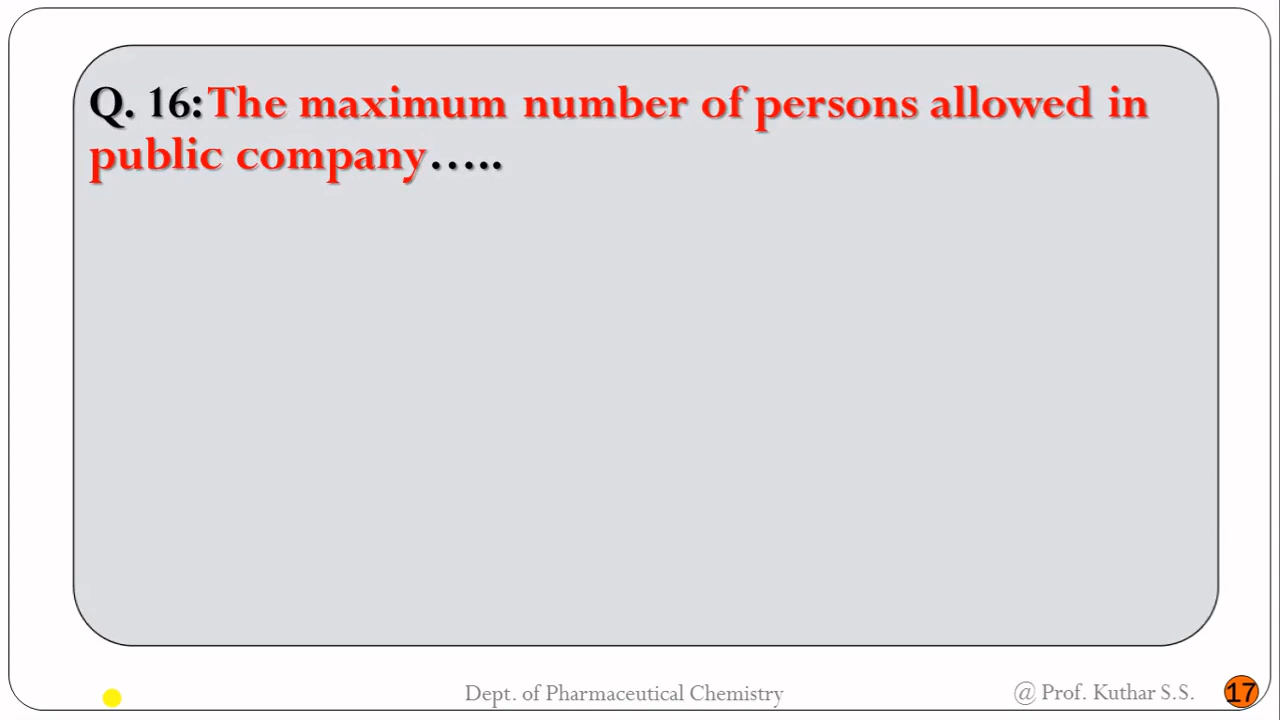 Q. 16: The maximum number of persons allowed in
public company…..
Dept. of Pharmaceutical Chemistry
@ Prof. Kuthar S.S.
17